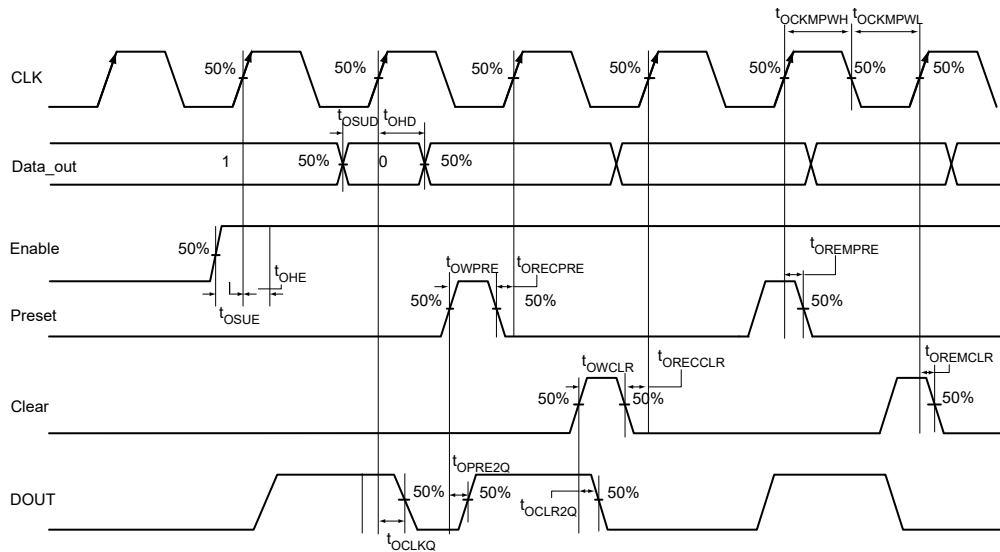 tOCKMPWH tOCKMPWL
CLK 50% 50% 50% 50% 50% 50% 50%
tOSUD tOHD
Data_out 1 50% 0 50%
Enable 50%
tOHE
tOSUE
tOWPRE tORECPRE tOREMPRE
Preset 50% 50% 50%
tOWCLR tORECCLR tOREMCLR
Clear 50% 50% 50%
tOPRE2Q
DOUT 50% 50% 50%
tOCLR2Q
tOCLKQ